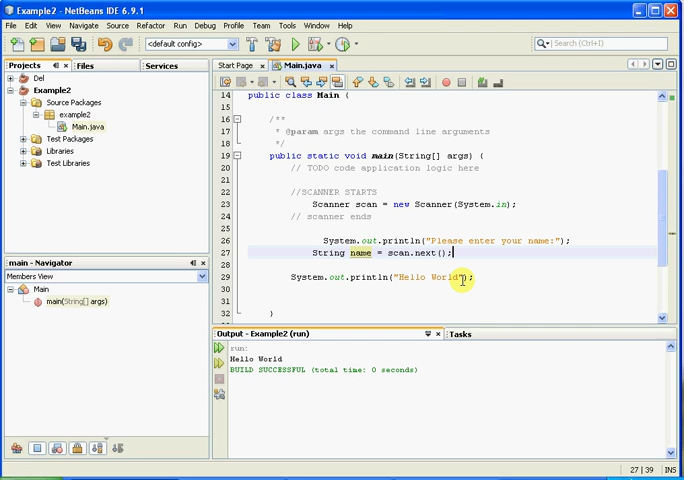 Example2 - NetBeans IDE 6.9.1
File Edit View Navigate Source Refactor Run Debug Profile Team Tools Window Help
<default config>
Search (Ctrl+I)
Projects Files Services
Start Page Main.java
Del
Example2
Source Packages
example2
Main.java
Test Packages
Libraries
Test Libraries
14 public class Main {
15
16 /**
17 * @param args the command line arguments
18 */
19 public static void main(String[] args) {
20 // TODO code application logic here
21
22 //SCANNER STARTS
23 Scanner scan = new Scanner(System.in);
24 // scanner ends
25
26 System.out.println("Please enter your name:");
27 String name = scan.next();
28
29 System.out.println("Hello World");
30
31
32 }
main - Navigator
Members View
Main
main(String[] args)
Output - Example2 (run) Tasks
run:
Hello World
BUILD SUCCESSFUL (total time: 0 seconds)
27 | 39 INS